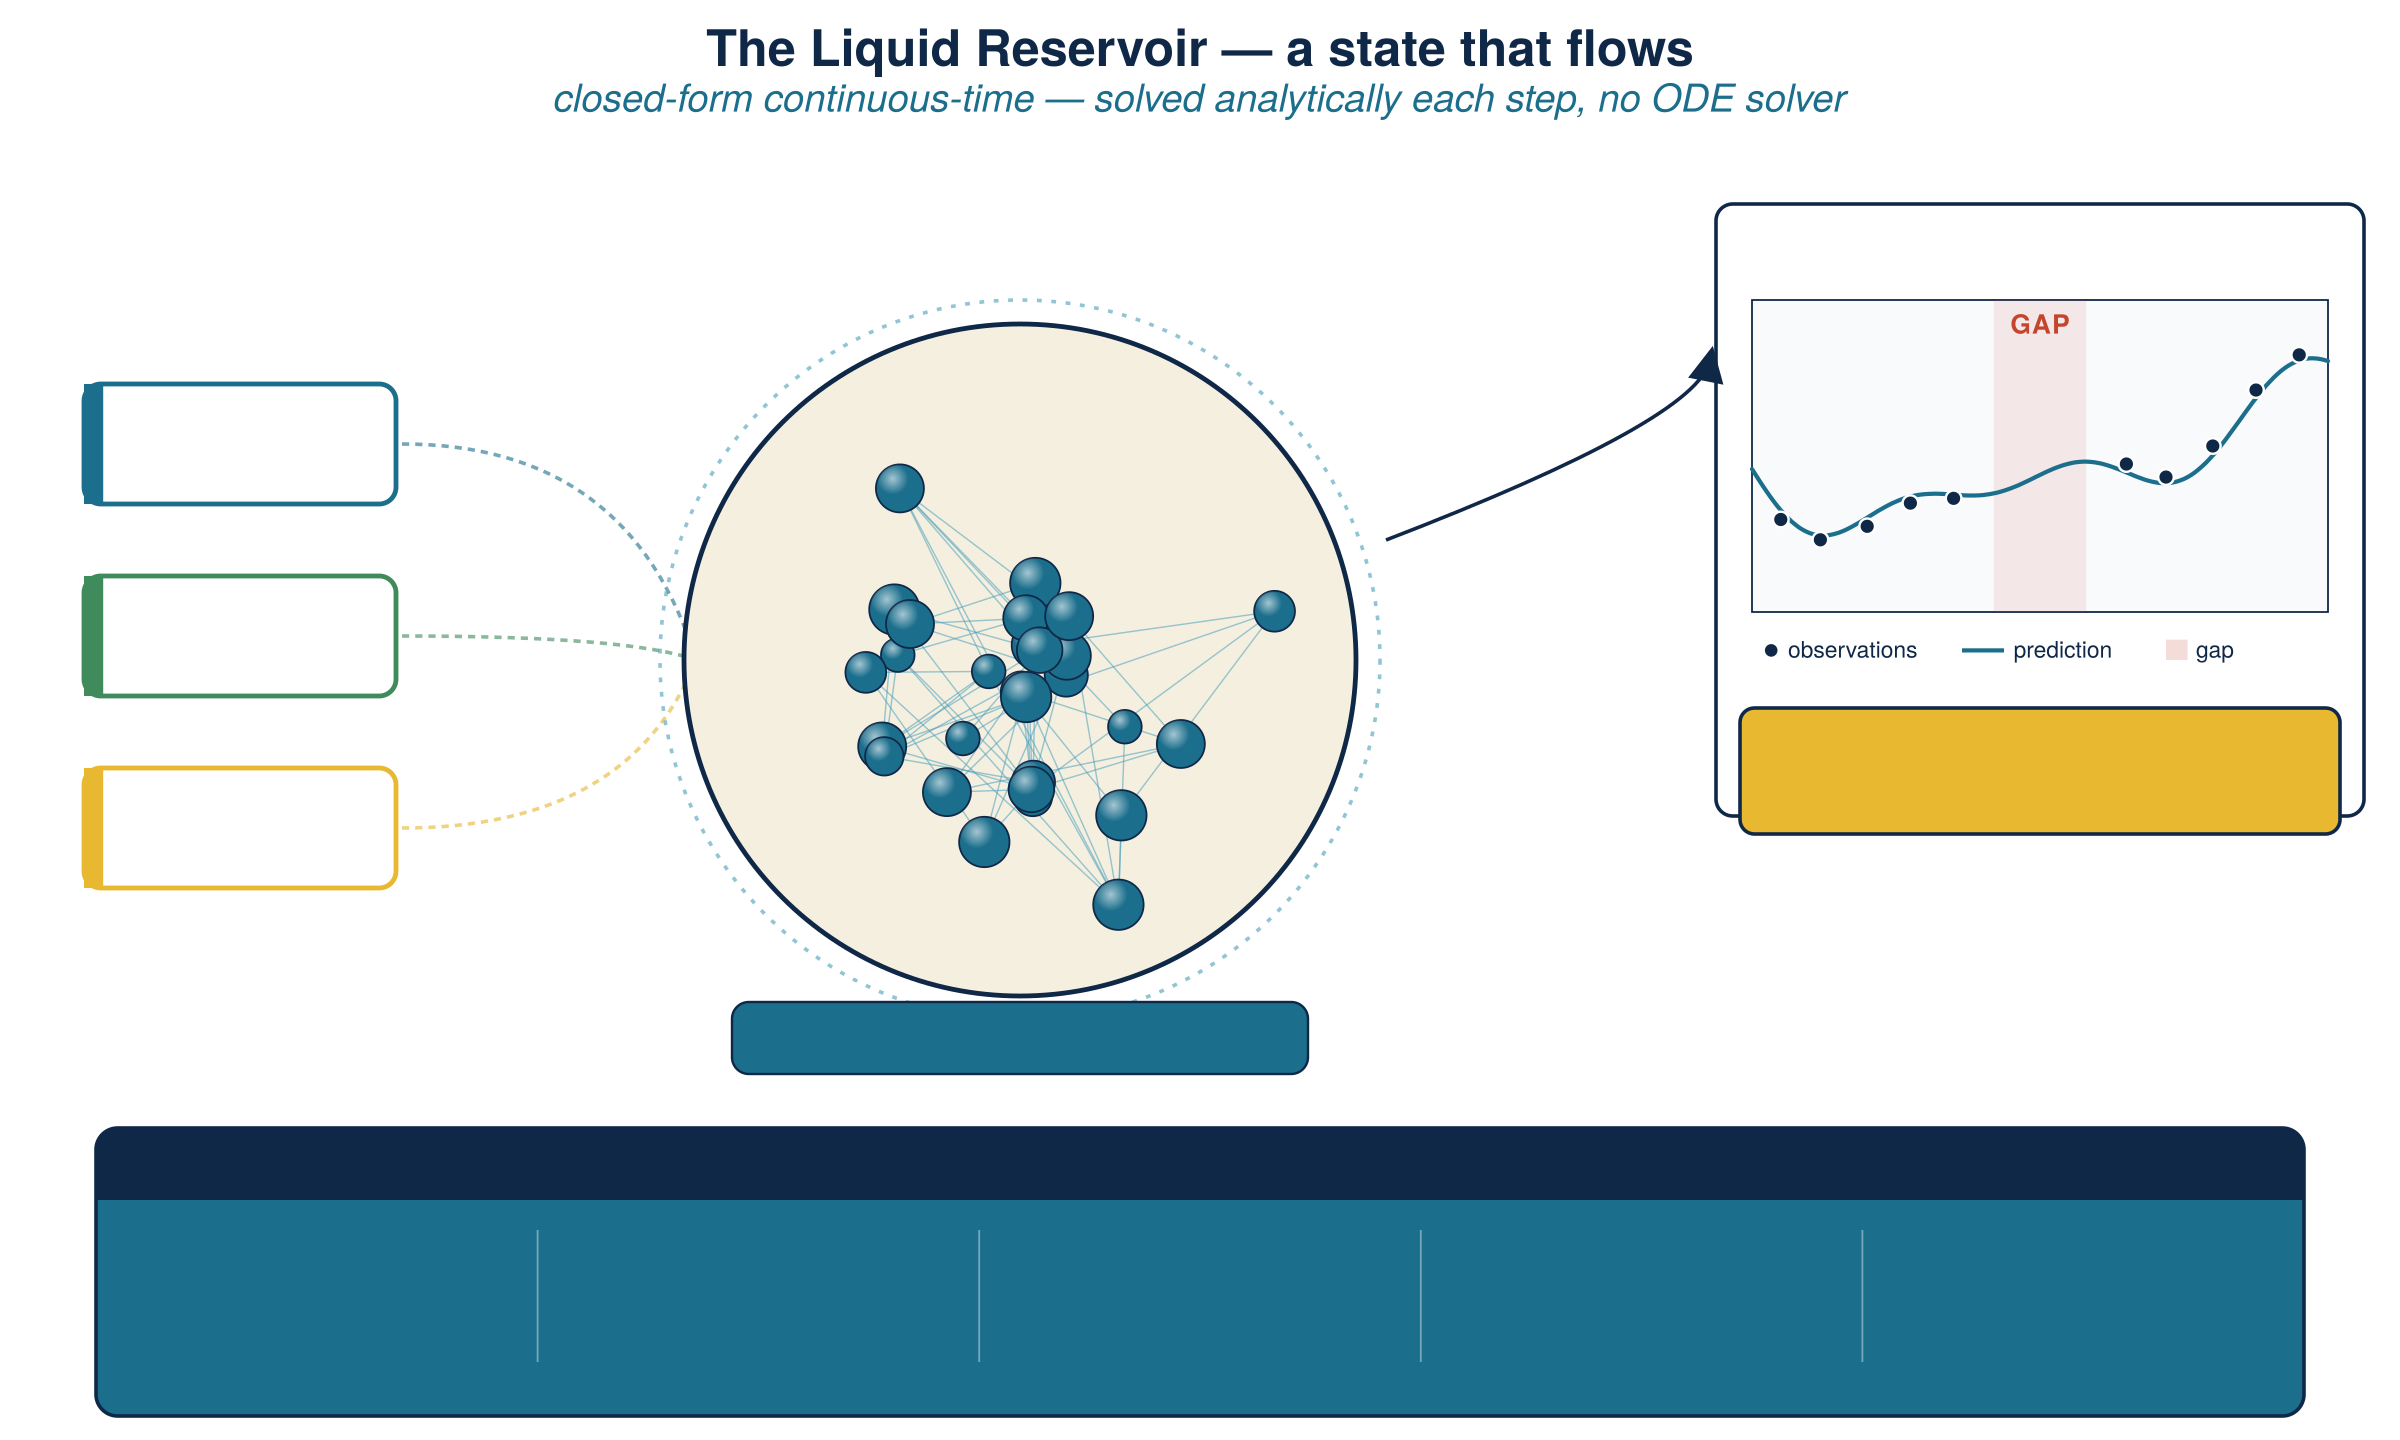 The Liquid Reservoir — a state that flows
closed-form continuous-time — solved analytically each step, no ODE solver
GAP
observations prediction gap